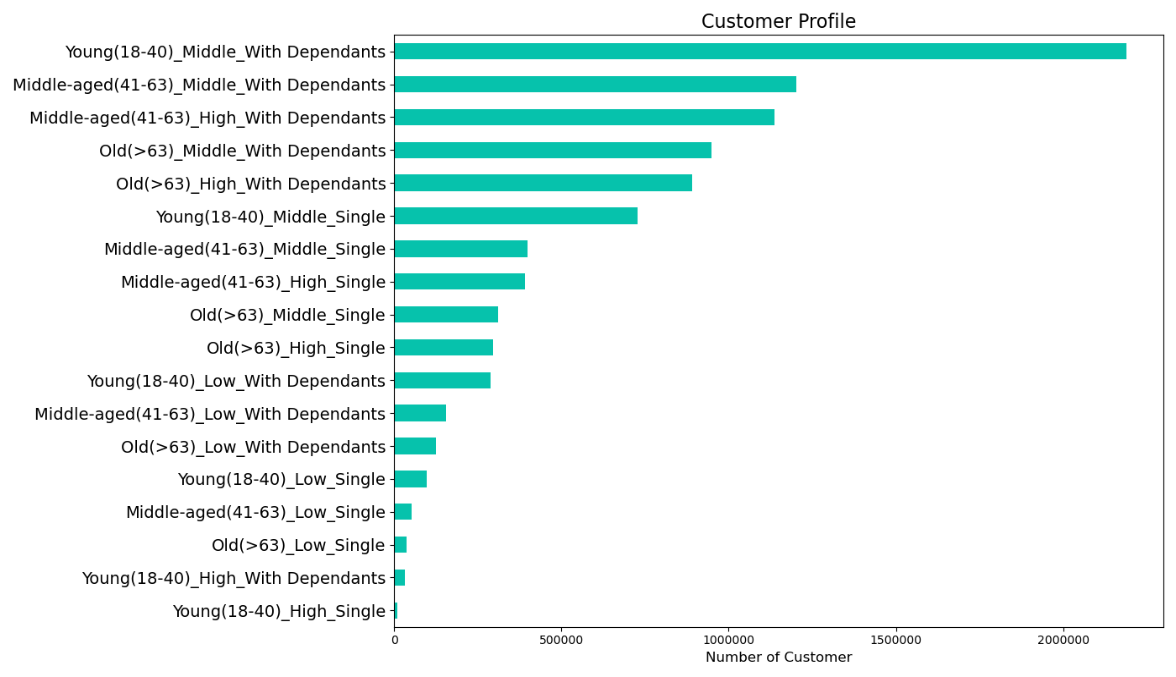 Customer Profile
Young(18-40)_Middle_With Dependants
Middle-aged(41-63)_Middle_With Dependants
Middle-aged(41-63)_High_With Dependants
Old(>63)_Middle_With Dependants
Old(>63)_High_With Dependants
Young(18-40)_Middle_Single
Middle-aged(41-63)_Middle_Single
Middle-aged(41-63)_High_Single
Old(>63)_Middle_Single
Old(>63)_High_Single
Young(18-40)_Low_With Dependants
Middle-aged(41-63)_Low_With Dependants
Old(>63)_Low_With Dependants
Young(18-40)_Low_Single
Middle-aged(41-63)_Low_Single
Old(>63)_Low_Single
Young(18-40)_High_With Dependants
Young(18-40)_High_Single
0 500000 1000000 1500000 2000000
Number of Customer